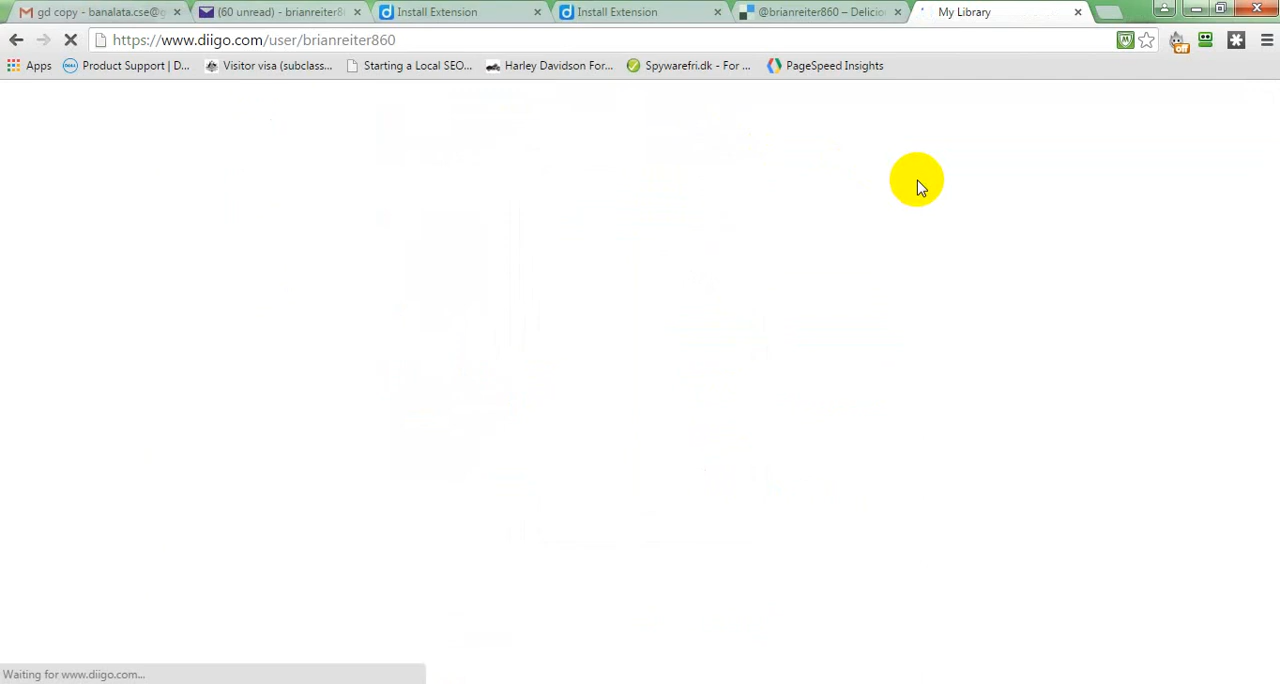 gd copy - banalata.cse@g
(60 unread) - brianreiter8
Install Extension
Install Extension
@brianreiter860 – Delicio
My Library
https://www.diigo.com/user/brianreiter860
off
Apps
DELL
Product Support | D...
Visitor visa (subclass...
Starting a Local SEO...
Harley Davidson For...
Spywarefri.dk - For ...
PageSpeed Insights
Waiting for www.diigo.com...